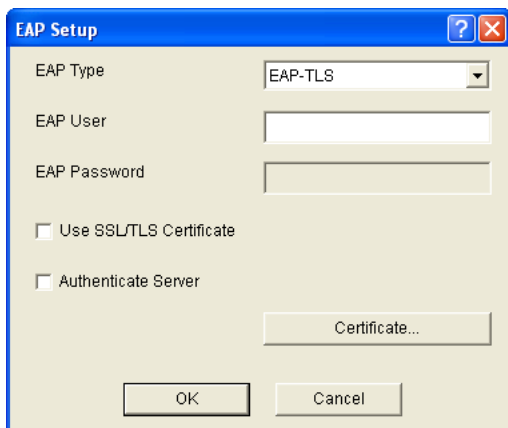 EAP Setup
EAP Type EAP-TLS
EAP User
EAP Password
Use SSL/TLS Certificate
Authenticate Server
Certificate...
OK Cancel